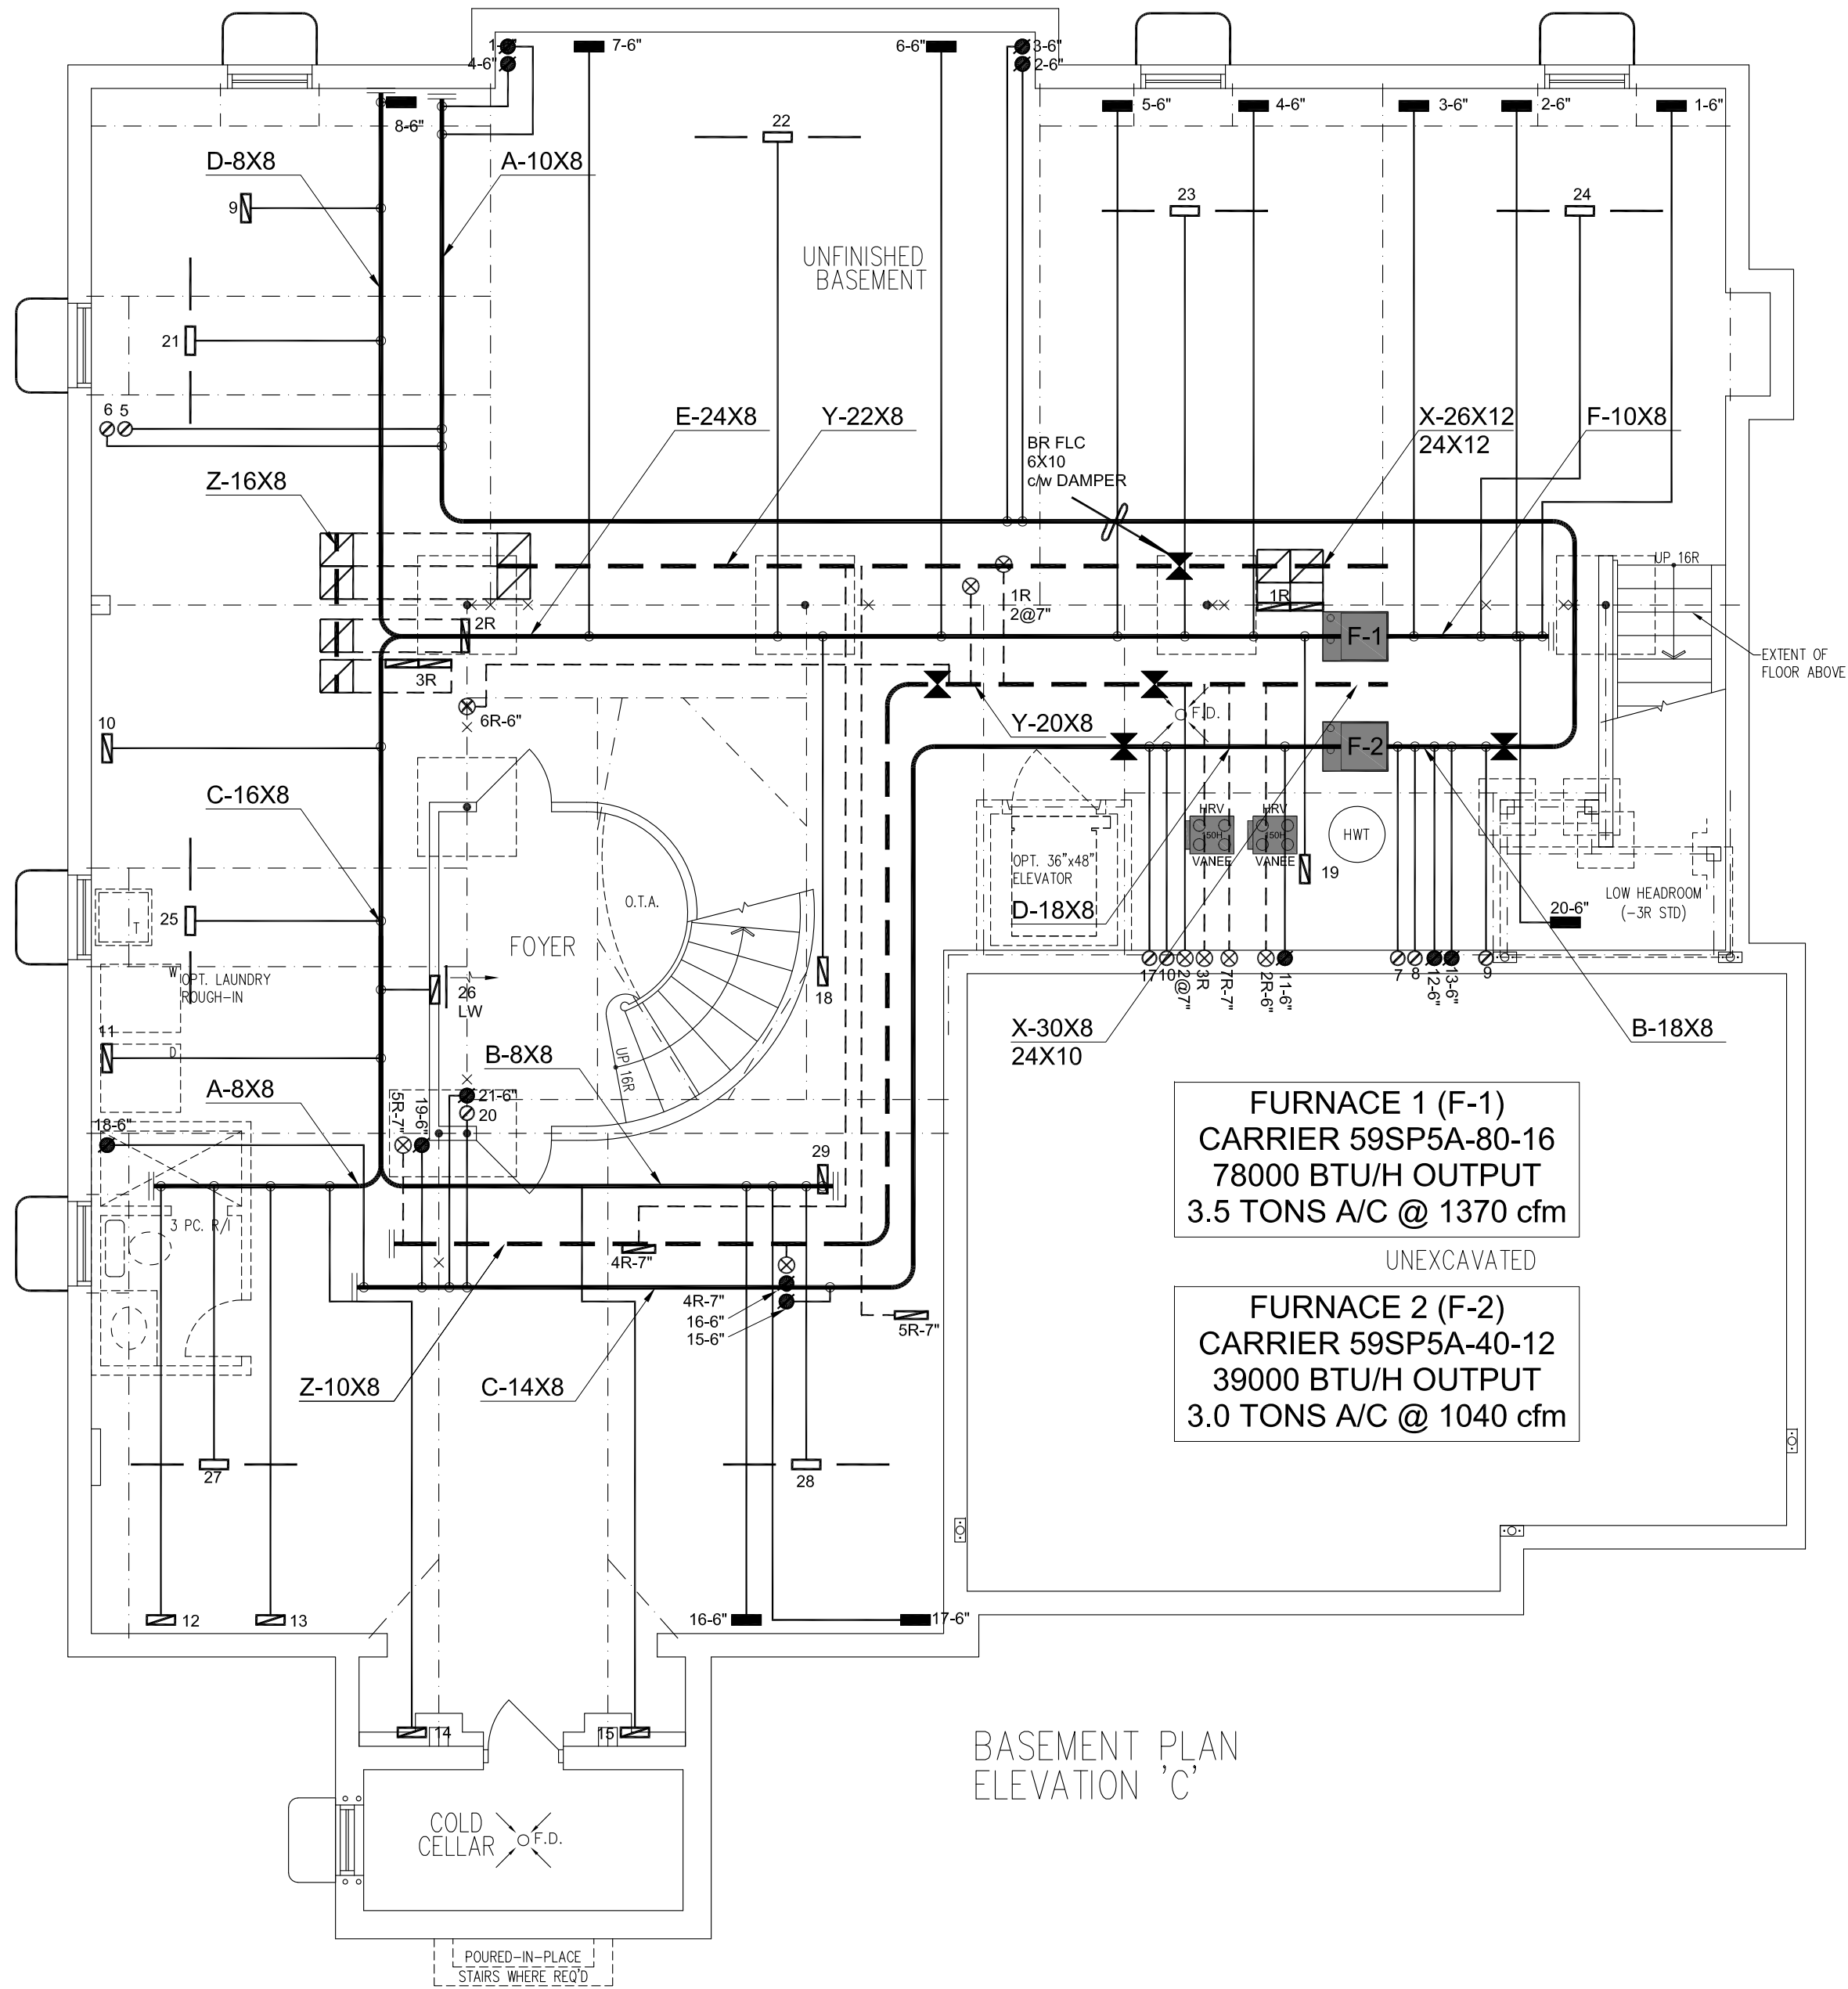 7-6"
6-6"
3-6"
4-6"
2-6"
8-6"
22
5-6"
4-6"
3-6"
2-6"
1-6"
D-8X8
A-10X8
23
24
9
UNFINISHED
BASEMENT
21
6 5
E-24X8
Y-22X8
X-26X12
24X12
F-10X8
BR FLC
6X10
c/w DAMPER
Z-16X8
UP 16R
1R
2@7"
1R
2R
F-1
3R
EXTENT OF
FLOOR ABOVE
6R-6"
10
F.D.
Y-20X8
F-2
C-16X8
HRV
HRV
150H
150H
HWT
VANEE
VANEE
OPT. 36"x48"
ELEVATOR
19
O.T.A.
LOW HEADROOM
(-3R STD)
D-18X8
20-6"
25
T
FOYER
W
OPT. LAUNDRY
ROUGH-IN
26
LW
18
17
10
2@7"
3R
7R-7"
2R-6"
11-6"
7
8
12-6"
13-6"
9
11
D
X-30X8
24X10
B-18X8
B-8X8
UP 16R
A-8X8
5R-7"
19-6"
21-6"
20
18-6"
29
FURNACE 1 (F-1)
CARRIER 59SP5A-80-16
78000 BTU/H OUTPUT
3.5 TONS A/C @ 1370 cfm
3 PC. R/I
4R-7"
UNEXCAVATED
4R-7"
16-6"
15-6"
5R-7"
FURNACE 2 (F-2)
CARRIER 59SP5A-40-12
39000 BTU/H OUTPUT
3.0 TONS A/C @ 1040 cfm
Z-10X8
C-14X8
27
28
12
13
16-6"
17-6"
14
15
BASEMENT PLAN
ELEVATION 'C'
COLD
CELLAR
F.D.
POURED-IN-PLACE
STAIRS WHERE REQ'D